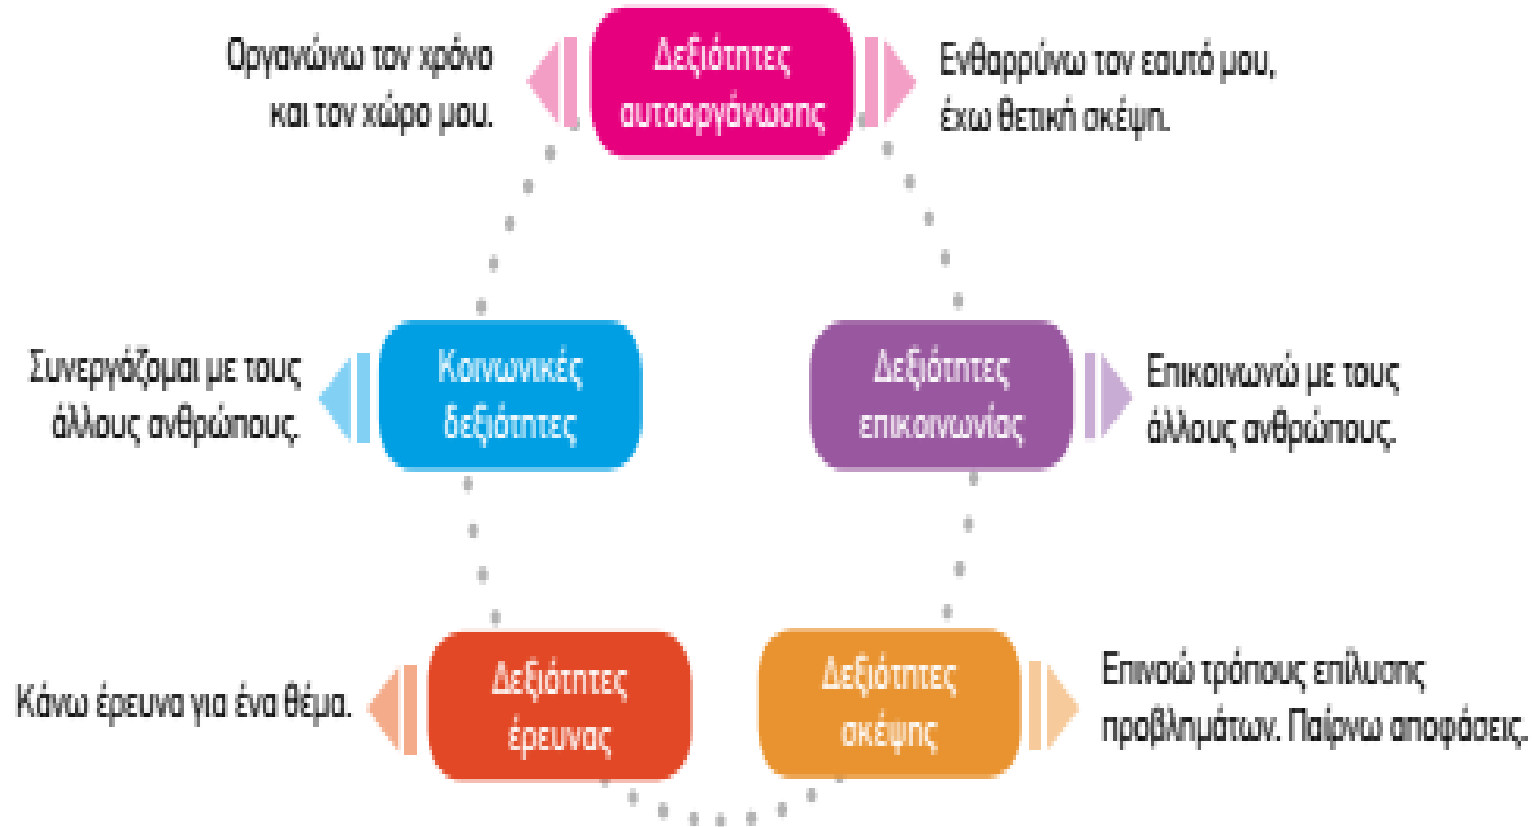 Οργανώνω τον χρόνο
και τον χώρο μου.
Δεξιότητες
αυτοοργάνωσης
Ενθαρρύνω τον εαυτό μου,
έχω θετική σκέψη.
Συνεργάζομαι με τους
άλλους ανθρώπους.
Κοινωνικές
δεξιότητες
Δεξιότητες
επικοινωνίας
Επικοινωνώ με τους
άλλους ανθρώπους.
Κάνω έρευνα για ένα θέμα.
Δεξιότητες
έρευνας
Δεξιότητες
σκέψης
Επινοώ τρόπους επίλυσης
προβλημάτων. Παίρνω αποφάσεις.